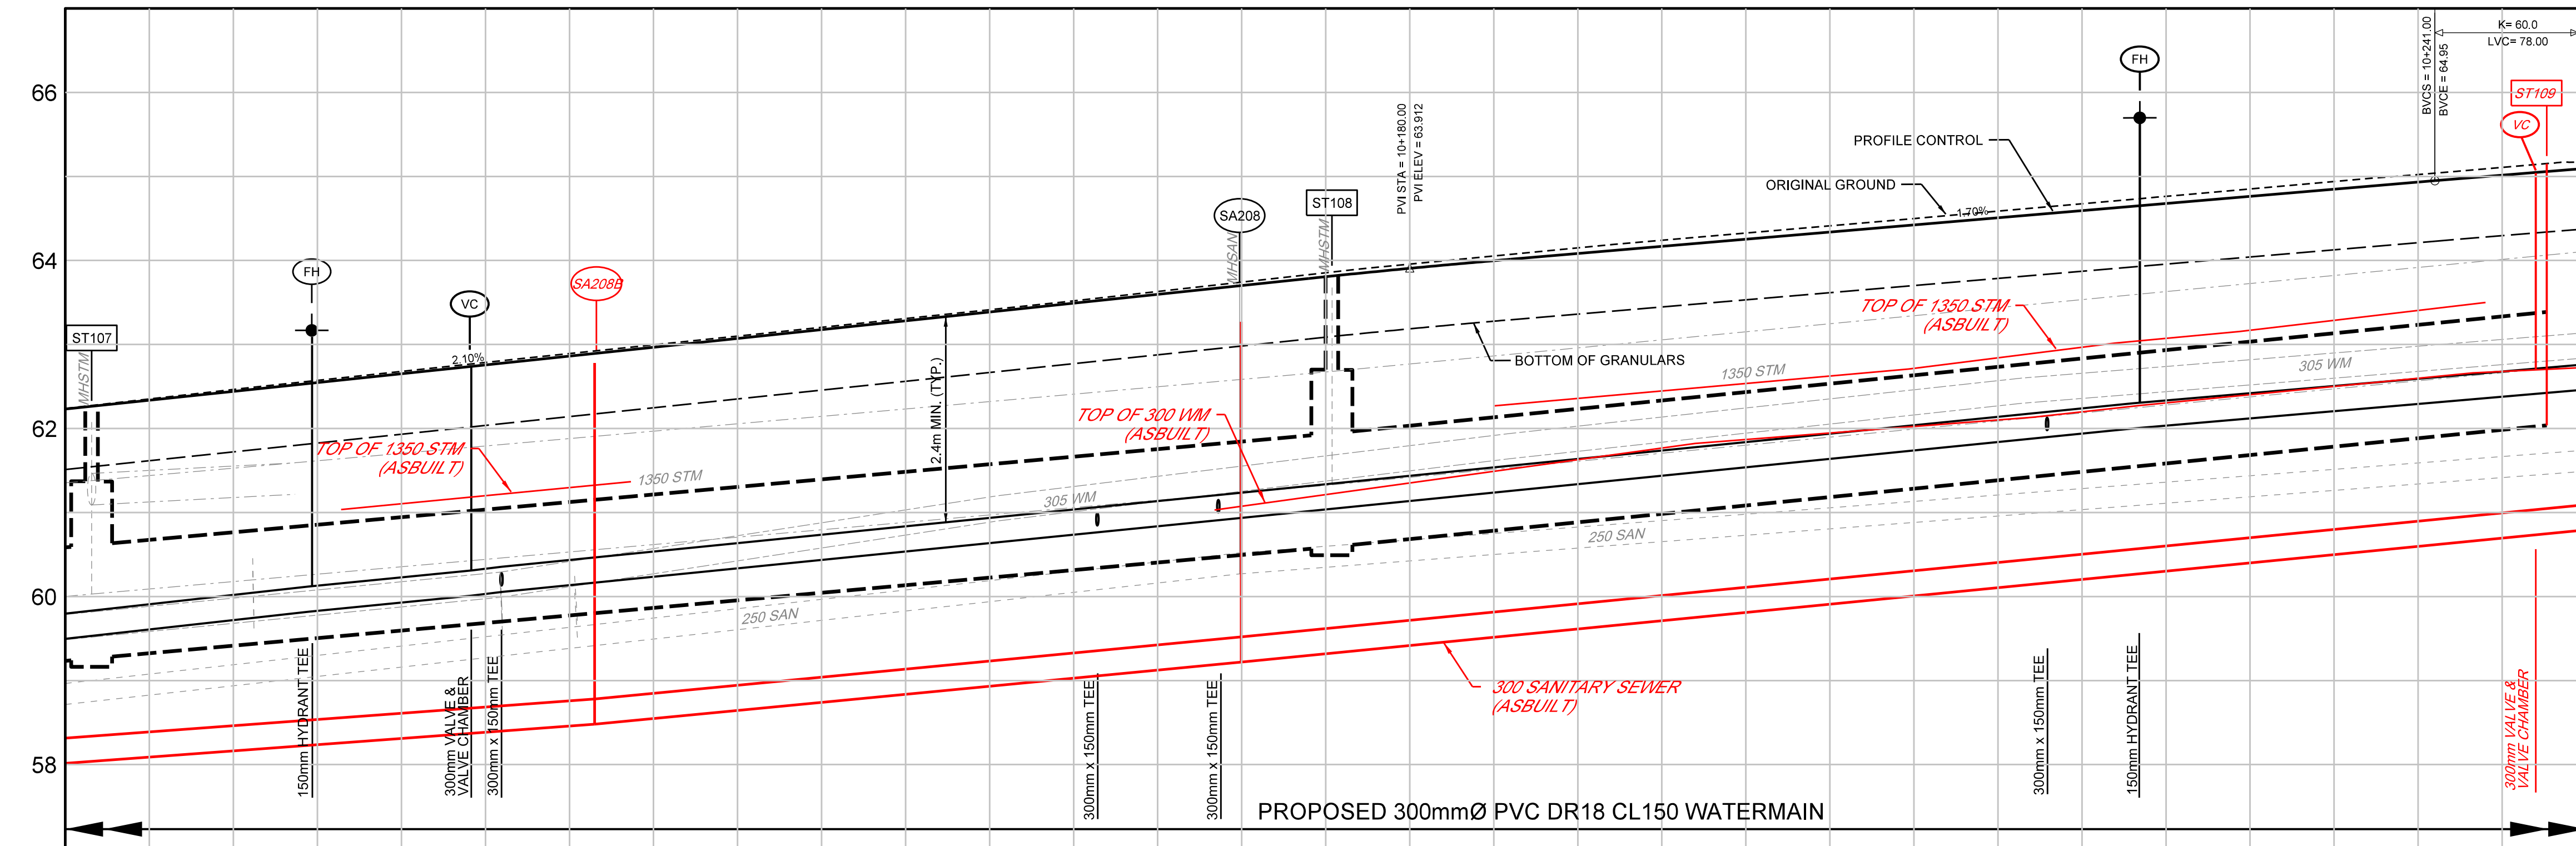 BVCS = 10+241.00
BVCE = 64.95
K= 60.0
LVC= 78.00
FH
ST109
VC
66
PVI STA = 10+180.00
PVI ELEV = 63.912
PROFILE CONTROL
ORIGINAL GROUND
1.70%
SA208
ST108
MHSAN
MHSTM
64
FH
VC
SA208B
ST107
MHSTM
2.10%
TOP OF 1350 STM
(ASBUILT)
BOTTOM OF GRANULARS
2.4m MIN. (TYP.)
1350 STM
305 WM
TOP OF 300 WM
(ASBUILT)
62
TOP OF 1350 STM
(ASBUILT)
1350 STM
305 WM
250 SAN
60
250 SAN
150mm HYDRANT TEE
300mm VALVE &
VALVE CHAMBER
300mm x 150mm TEE
300mm x 150mm TEE
300mm x 150mm TEE
300 SANITARY SEWER
(ASBUILT)
300mm x 150mm TEE
150mm HYDRANT TEE
300mm VALVE &
VALVE CHAMBER
58
PROPOSED 300mmØ PVC DR18 CL150 WATERMAIN